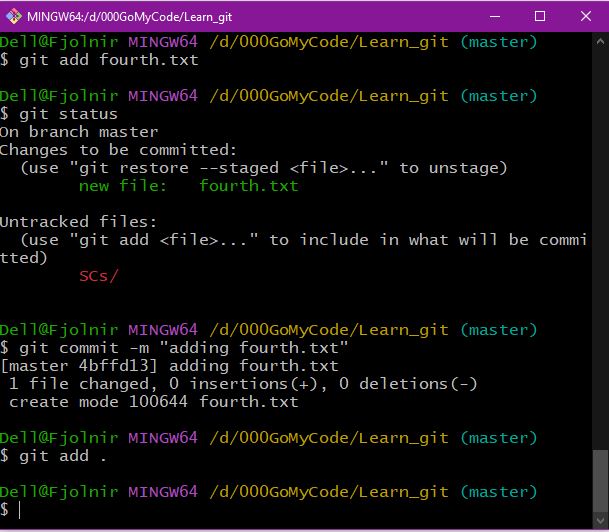 MINGW64:/d/000GoMyCode/Learn_git
Dell@Fjolnir MINGW64 /d/000GoMyCode/Learn_git (master)
$ git add fourth.txt
Dell@Fjolnir MINGW64 /d/000GoMyCode/Learn_git (master)
$ git status
On branch master
Changes to be committed:
  (use "git restore --staged <file>..." to unstage)
        new file:   fourth.txt
Untracked files:
  (use "git add <file>..." to include in what will be commi
tted)
        SCs/
Dell@Fjolnir MINGW64 /d/000GoMyCode/Learn_git (master)
$ git commit -m "adding fourth.txt"
[master 4bffd13] adding fourth.txt
 1 file changed, 0 insertions(+), 0 deletions(-)
 create mode 100644 fourth.txt
Dell@Fjolnir MINGW64 /d/000GoMyCode/Learn_git (master)
$ git add .
Dell@Fjolnir MINGW64 /d/000GoMyCode/Learn_git (master)
$